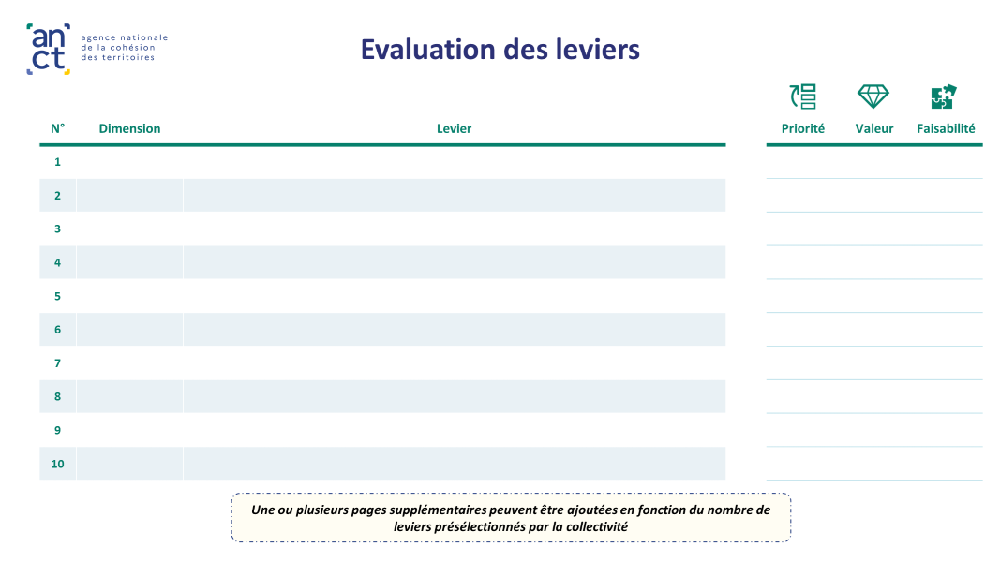 anct
agence nationale
de la cohésion
des territoires
Evaluation des leviers
N° Dimension Levier Priorité Valeur Faisabilité
1
2
3
4
5
6
7
8
9
10
Une ou plusieurs pages supplémentaires peuvent être ajoutées en fonction du nombre de
leviers présélectionnés par la collectivité